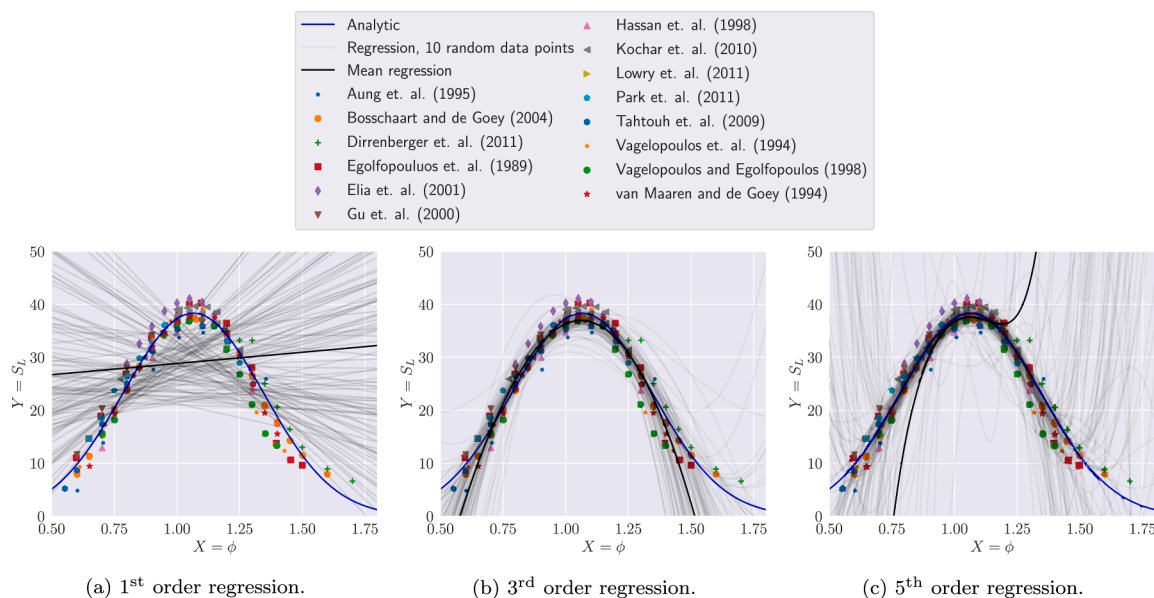 Analytic
Regression, 10 random data points
Mean regression
Aung et. al. (1995)
Bosschaart and de Goey (2004)
Dirrenberger et. al. (2011)
Egolfopouluos et. al. (1989)
Elia et. al. (2001)
Gu et. al. (2000)
Hassan et. al. (1998)
Kochar et. al. (2010)
Lowry et. al. (2011)
Park et. al. (2011)
Tahtouh et. al. (2009)
Vagelopoulos et. al. (1994)
Vagelopoulos and Egolfopoulos (1998)
van Maaren and de Goey (1994)
50
40
30
20
10
0
Y = S_L
0.50 0.75 1.00 1.25 1.50 1.75
X = ϕ
(a) 1st order regression.
50
40
30
20
10
0
Y = S_L
0.50 0.75 1.00 1.25 1.50 1.75
X = ϕ
(b) 3rd order regression.
50
40
30
20
10
0
Y = S_L
0.50 0.75 1.00 1.25 1.50 1.75
X = ϕ
(c) 5th order regression.